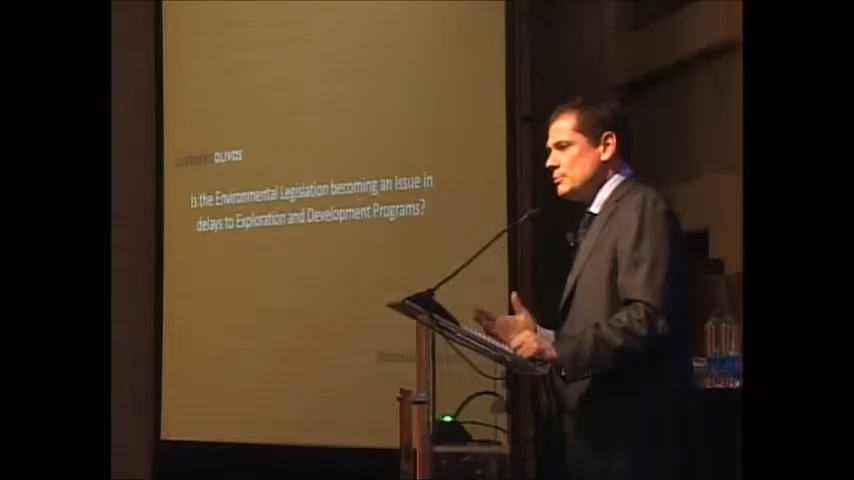 OLIVOS
Is the Environmental Legislation becoming an Issue in
delays to Exploration and Development Programs?